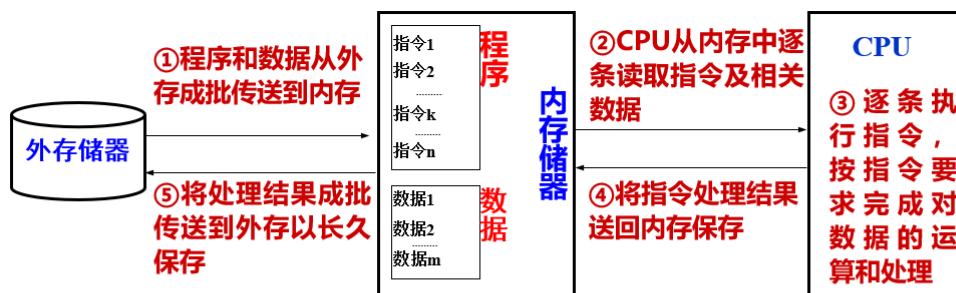 ①程序和数据从外
存成批传送到内存
外存储器
⑤将处理结果成批
传送到外存以长久
保存
指令1
指令2
............
指令k
............
指令n
程序
数据1
数据2
............
数据m
数据
内存储器
②CPU从内存中逐
条读取指令及相关
数据
④将指令处理结果
送回内存保存
CPU
③逐条执
行指令，
按指令要
求完成对
数据的运
算和处理